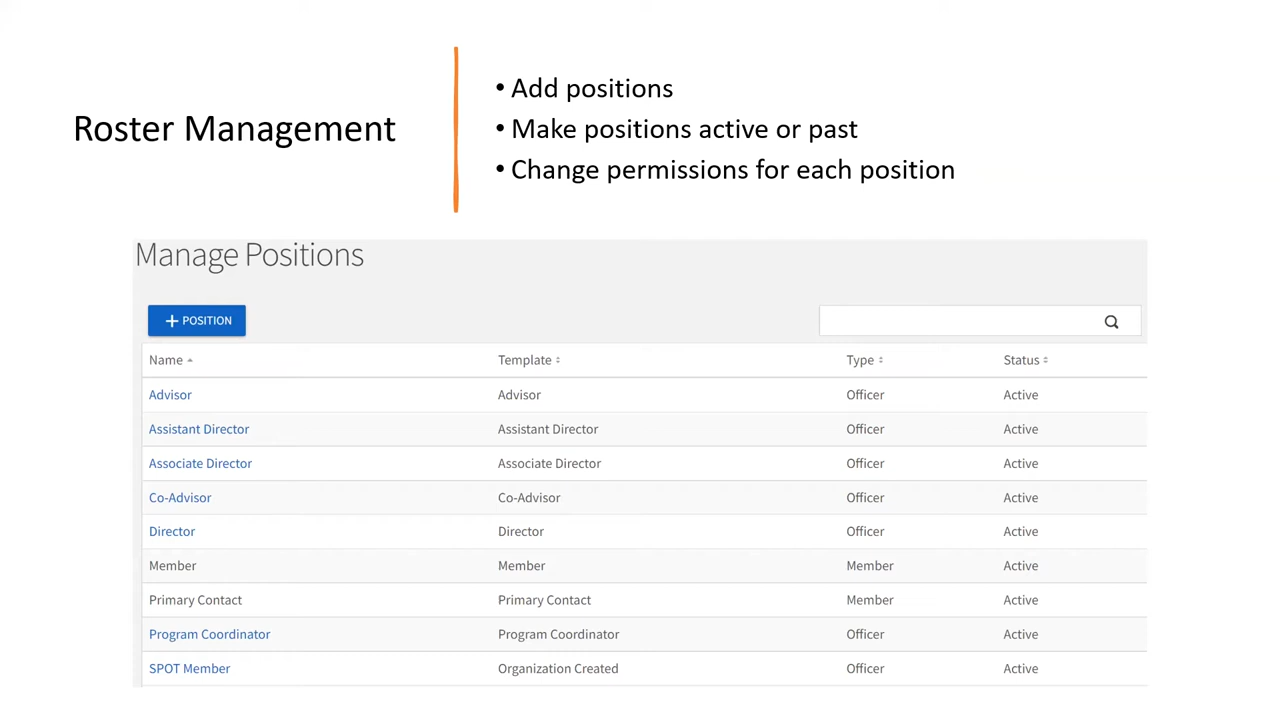 Roster Management
• Add positions
• Make positions active or past
• Change permissions for each position
Manage Positions
+ POSITION
Name Template Type Status
Advisor Advisor Officer Active
Assistant Director Assistant Director Officer Active
Associate Director Associate Director Officer Active
Co-Advisor Co-Advisor Officer Active
Director Director Officer Active
Member Member Member Active
Primary Contact Primary Contact Member Active
Program Coordinator Program Coordinator Officer Active
SPOT Member Organization Created Officer Active